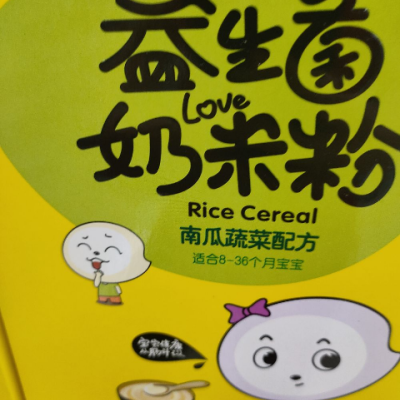 益生菌
Love
奶米粉
Rice Cereal
南瓜蔬菜配方
适合8-36个月宝宝